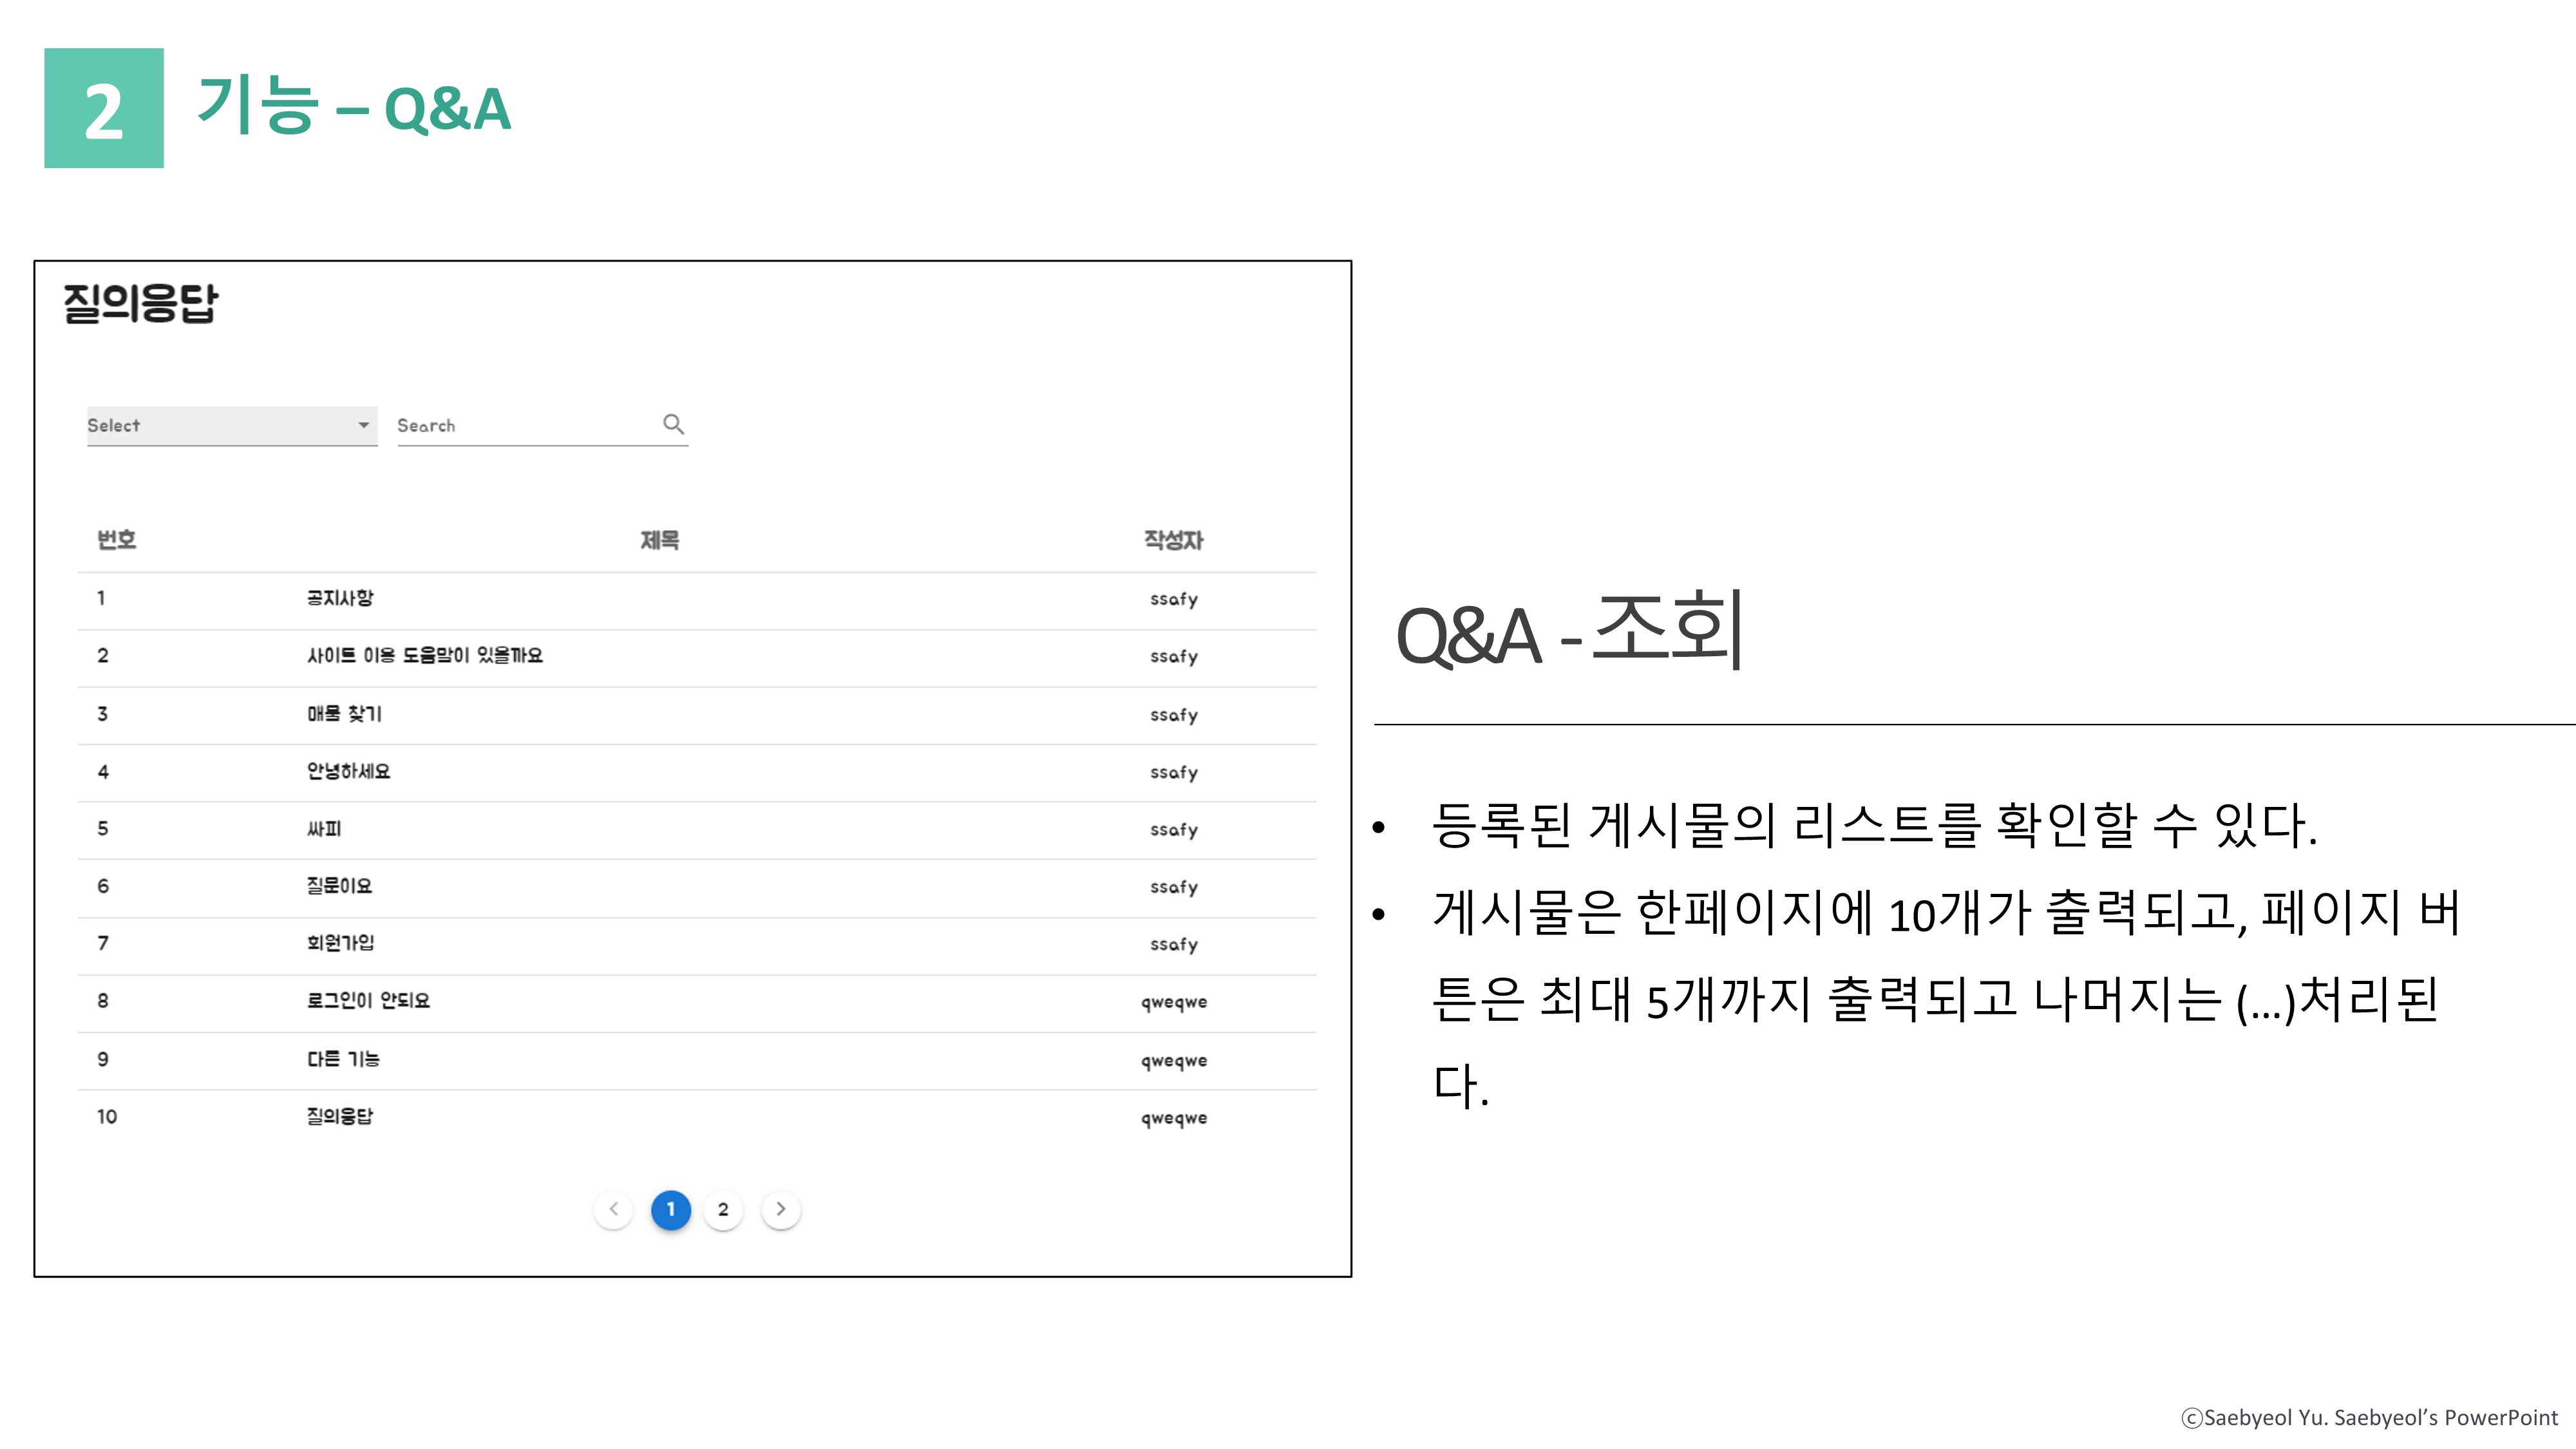 2
기능 – Q&A
질의응답
Select
Search
번호 제목 작성자
1 공지사항 ssafy
2 사이트 이용 도움말이 있을까요 ssafy
3 매물 찾기 ssafy
4 안녕하세요 ssafy
5 싸피 ssafy
6 질문이요 ssafy
7 회원가입 ssafy
8 로그인이 안되요 qweqwe
9 다른 기능 qweqwe
10 질의응답 qweqwe
1 2
Q&A - 조회
• 등록된 게시물의 리스트를 확인할 수 있다.
• 게시물은 한페이지에 10개가 출력되고, 페이지 버
튼은 최대 5개까지 출력되고 나머지는 (…)처리된
다.
ⓒSaebyeol Yu. Saebyeol’s PowerPoint